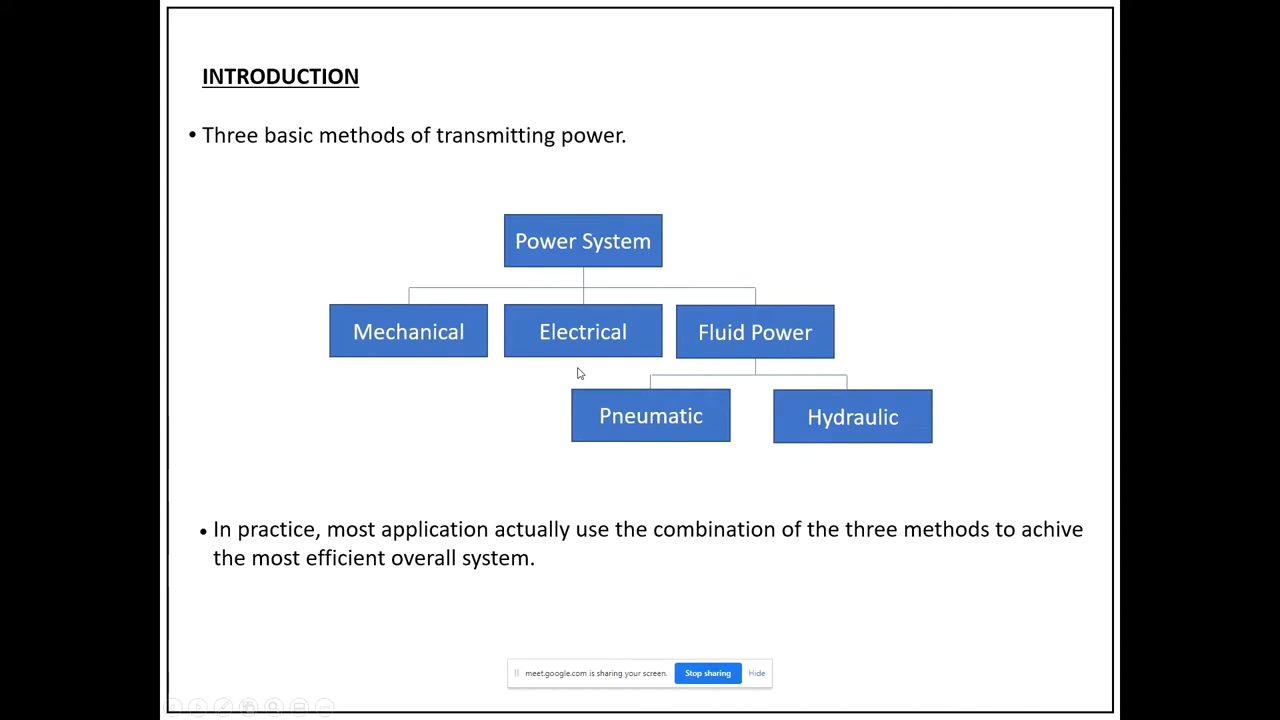 INTRODUCTION
• Three basic methods of transmitting power.
Power System
Mechanical
Electrical
Fluid Power
Pneumatic
Hydraulic
• In practice, most application actually use the combination of the three methods to achive
the most efficient overall system.
meet.google.com is sharing your screen. Stop sharing Hide